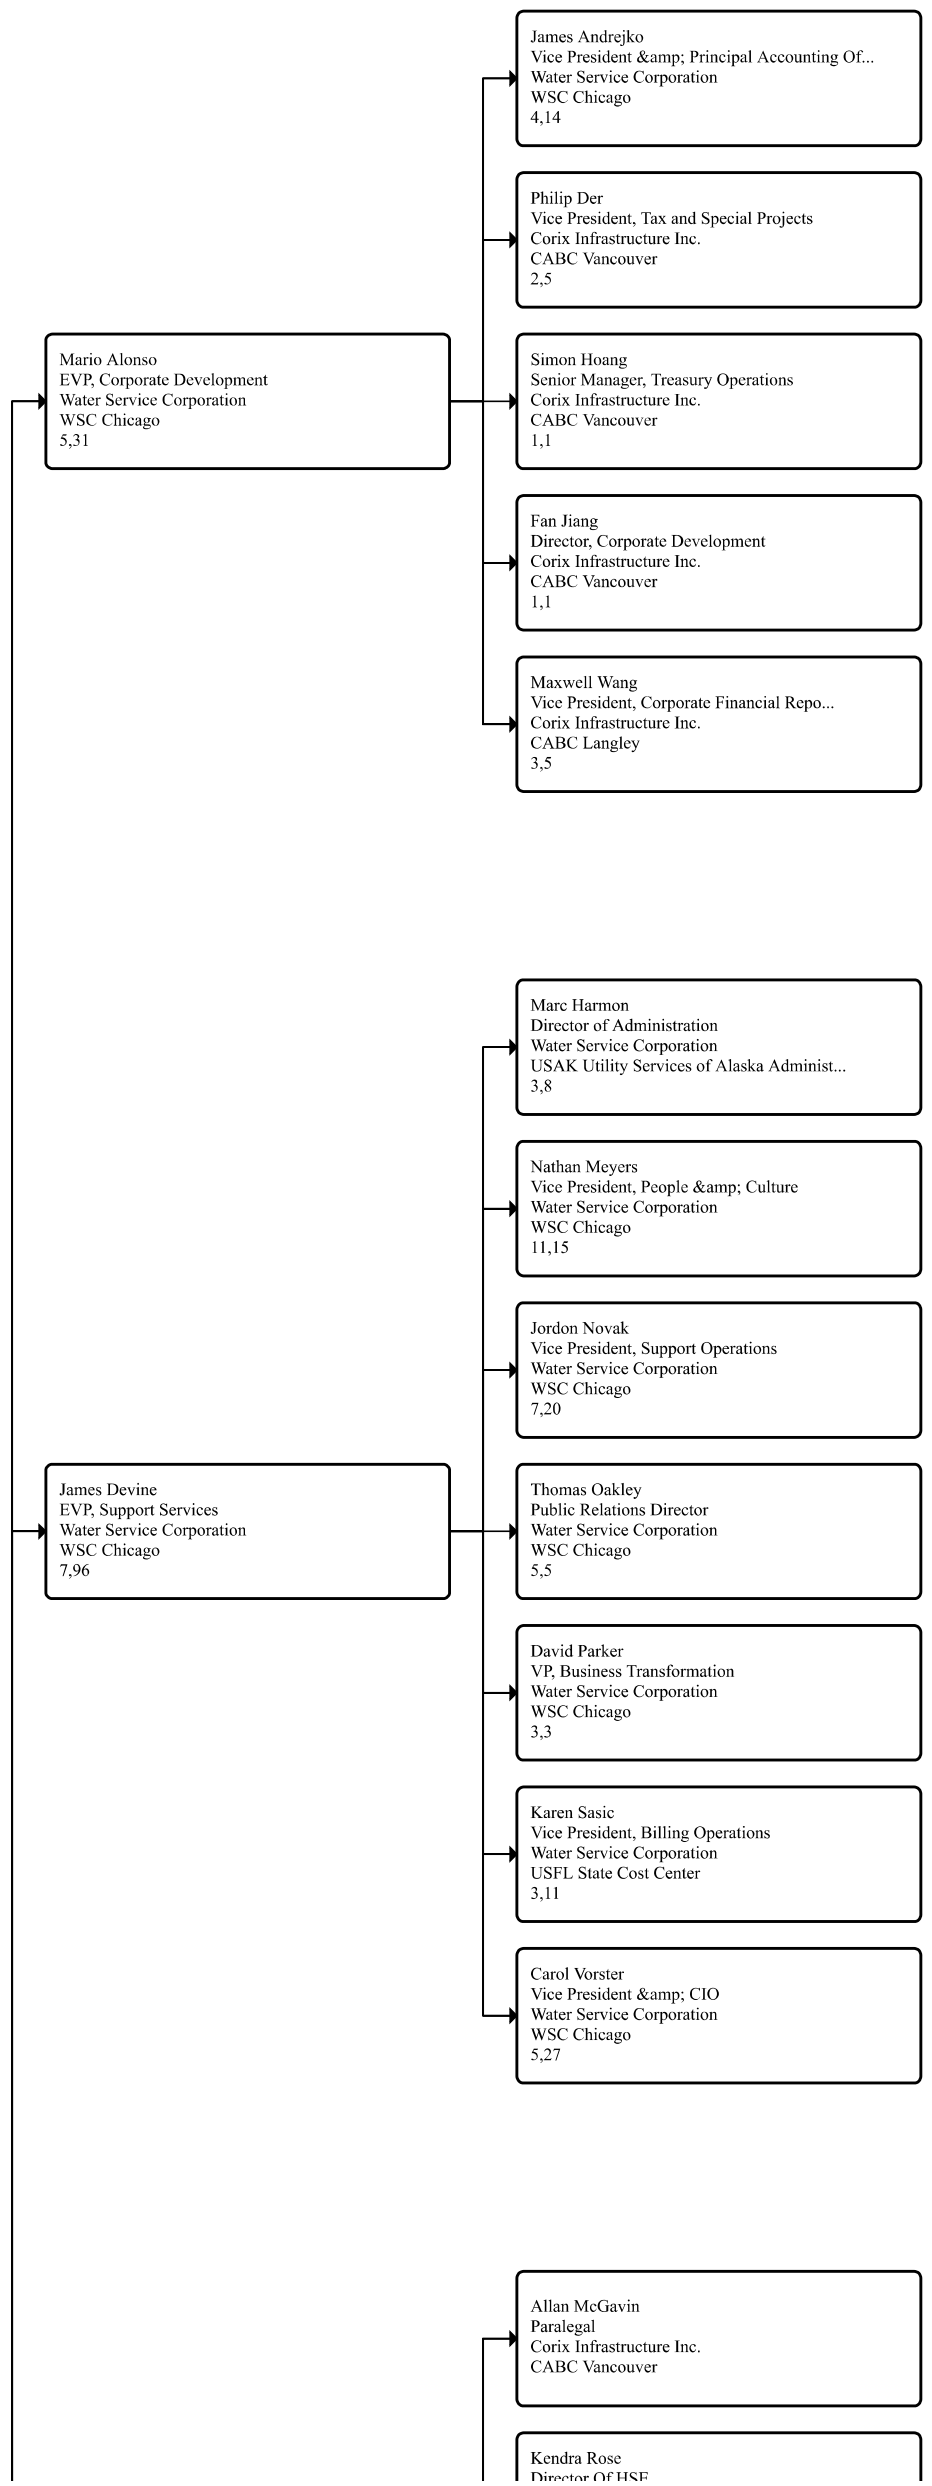 James Andrejko
Vice President &amp; Principal Accounting Of...
Water Service Corporation
WSC Chicago
4,14
Philip Der
Vice President, Tax and Special Projects
Corix Infrastructure Inc.
CABC Vancouver
2,5
Mario Alonso
EVP, Corporate Development
Water Service Corporation
WSC Chicago
5,31
Simon Hoang
Senior Manager, Treasury Operations
Corix Infrastructure Inc.
CABC Vancouver
1,1
Fan Jiang
Director, Corporate Development
Corix Infrastructure Inc.
CABC Vancouver
1,1
Maxwell Wang
Vice President, Corporate Financial Repo...
Corix Infrastructure Inc.
CABC Langley
3,5
Marc Harmon
Director of Administration
Water Service Corporation
USAK Utility Services of Alaska Administ...
3,8
Nathan Meyers
Vice President, People &amp; Culture
Water Service Corporation
WSC Chicago
11,15
Jordon Novak
Vice President, Support Operations
Water Service Corporation
WSC Chicago
7,20
James Devine
EVP, Support Services
Water Service Corporation
WSC Chicago
7,96
Thomas Oakley
Public Relations Director
Water Service Corporation
WSC Chicago
5,5
David Parker
VP, Business Transformation
Water Service Corporation
WSC Chicago
3,3
Karen Sasic
Vice President, Billing Operations
Water Service Corporation
USFL State Cost Center
3,11
Carol Vorster
Vice President &amp; CIO
Water Service Corporation
WSC Chicago
5,27
Allan McGavin
Paralegal
Corix Infrastructure Inc.
CABC Vancouver
Kendra Rose
Director Of HSE